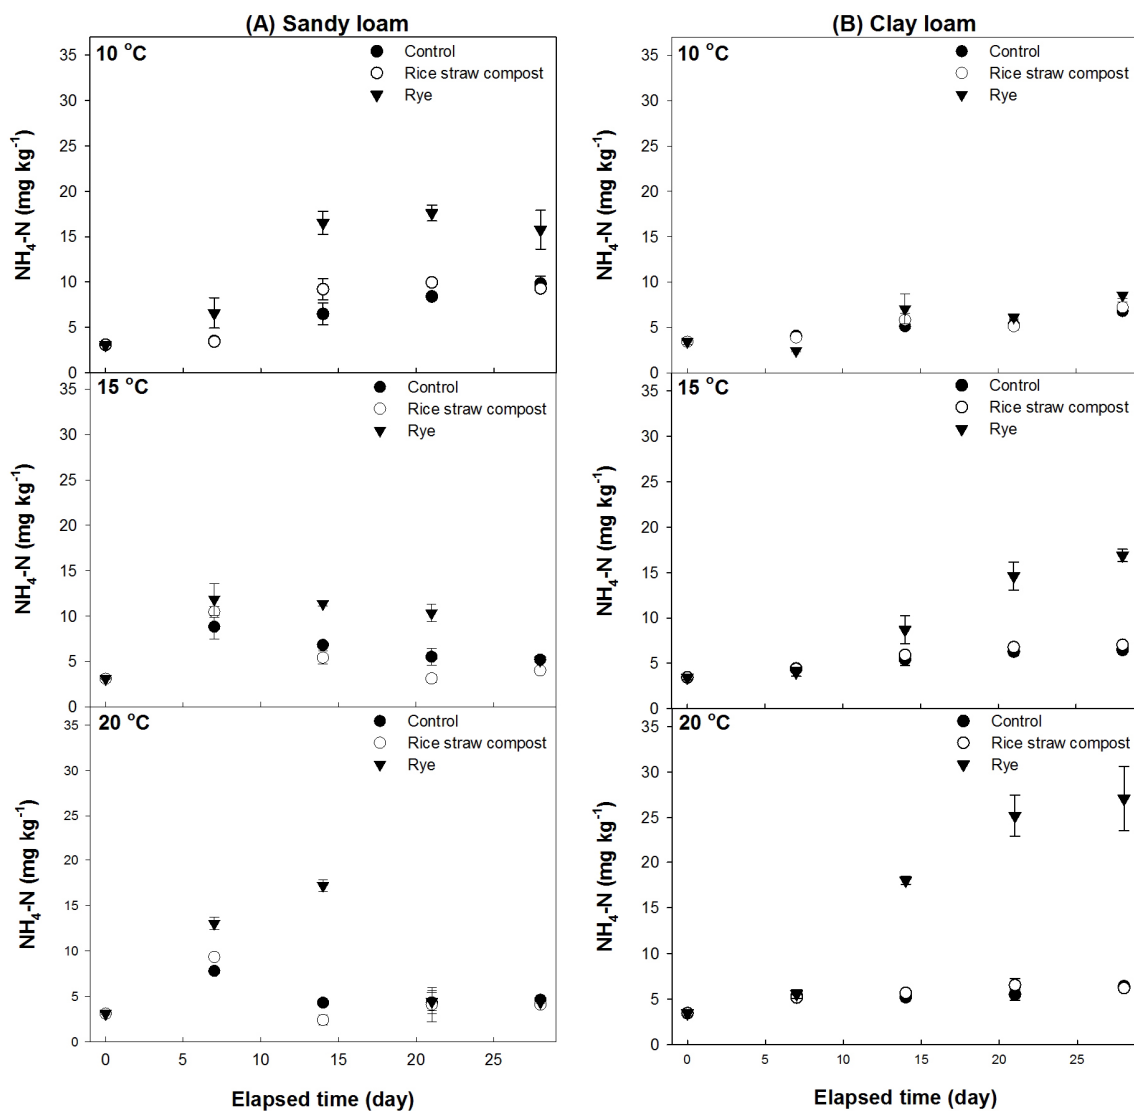 (A) Sandy loam
10 °C
Control
Rice straw compost
Rye
NH4-N (mg kg-1)
35
30
25
20
15
10
5
0
15 °C
Control
Rice straw compost
Rye
NH4-N (mg kg-1)
35
30
25
20
15
10
5
0
20 °C
Control
Rice straw compost
Rye
NH4-N (mg kg-1)
35
30
25
20
15
10
5
0
0 5 10 15 20 25
Elapsed time (day)
(B) Clay loam
10 °C
Control
Rice straw compost
Rye
NH4-N (mg kg-1)
35
30
25
20
15
10
5
0
15 °C
Control
Rice straw compost
Rye
NH4-N (mg kg-1)
35
30
25
20
15
10
5
0
20 °C
Control
Rice straw compost
Rye
NH4-N (mg kg-1)
35
30
25
20
15
10
5
0
0 5 10 15 20 25
Elapsed time (day)